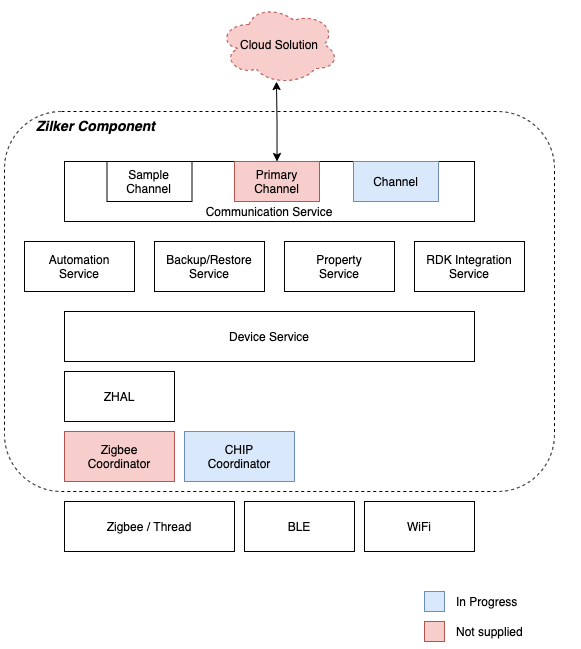 Cloud Solution
Zilker Component
Sample
Channel
Primary
Channel
Channel
Communication Service
Automation
Service
Backup/Restore
Service
Property
Service
RDK Integration
Service
Device Service
ZHAL
Zigbee
Coordinator
CHIP
Coordinator
Zigbee / Thread
BLE
WiFi
In Progress
Not supplied